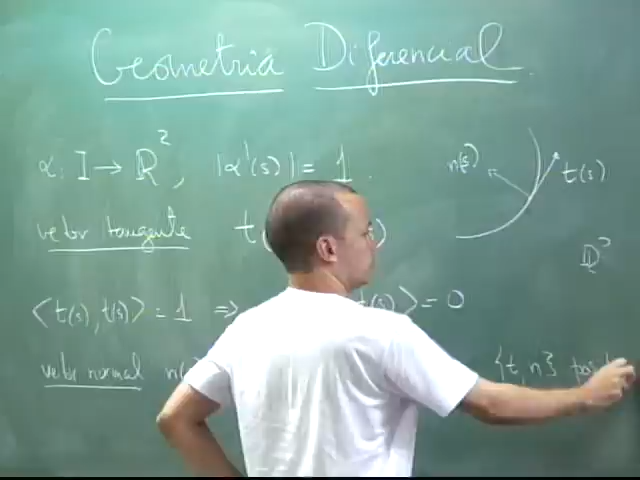 Geometria Diferencial
α: I → ℝ², |α'(s)| = 1.
n(s) t(s)
vetor tangente t(
ℝ²
<t(s), t(s)> = 1 ⇒ t(s)> = 0
vetor normal n(
{t, n}